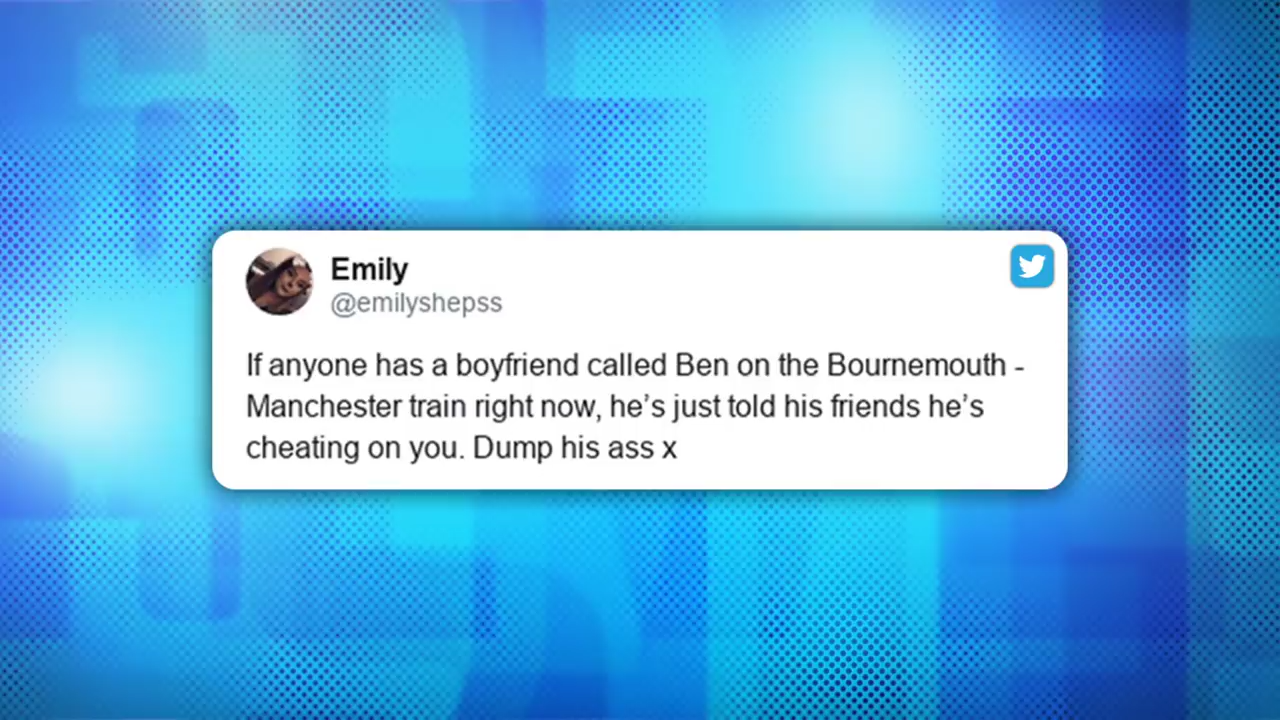 Emily
@emilyshepss
If anyone has a boyfriend called Ben on the Bournemouth -
Manchester train right now, he’s just told his friends he’s
cheating on you. Dump his ass x